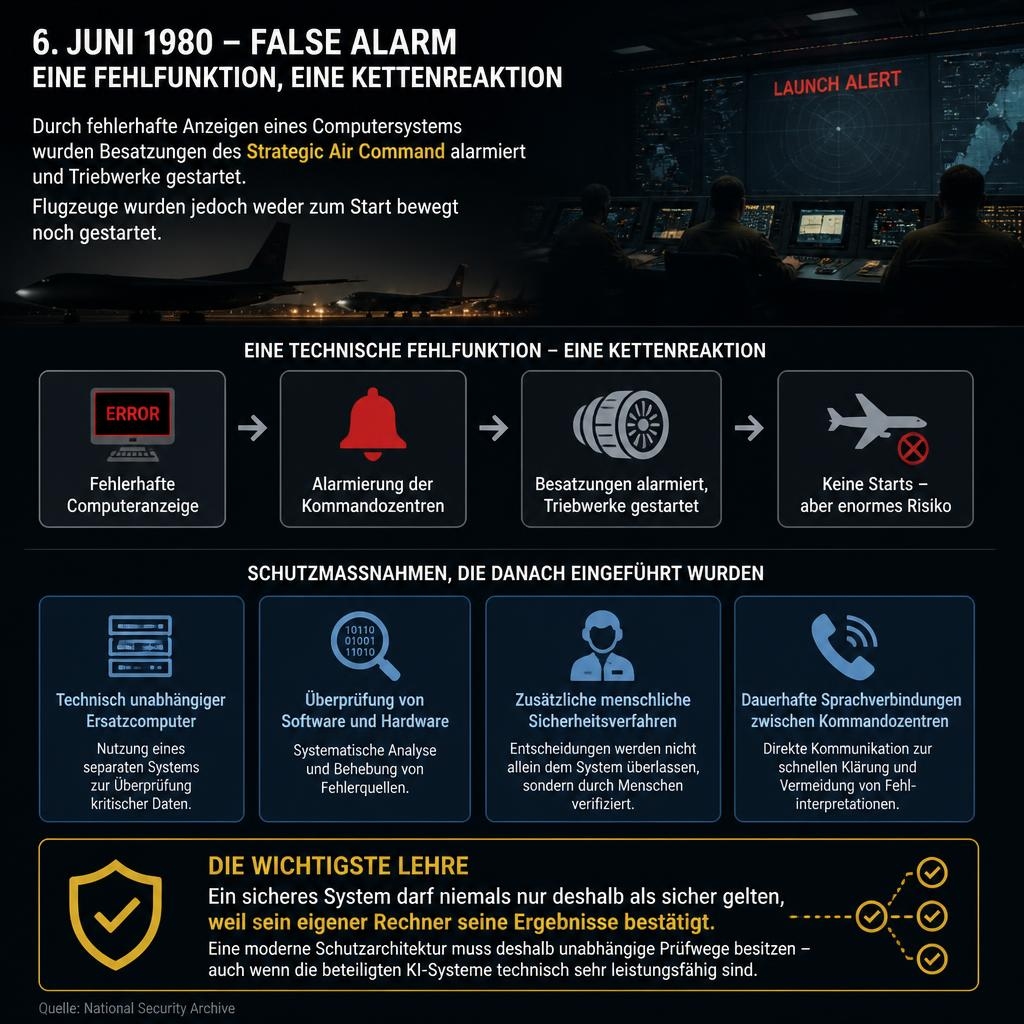 6. JUNI 1980 – FALSE ALARM
EINE FEHLFUNKTION, EINE KETTENREAKTION
Durch fehlerhafte Anzeigen eines Computersystems
wurden Besatzungen des Strategic Air Command alarmiert
und Triebwerke gestartet.
Flugzeuge wurden jedoch weder zum Start bewegt
noch gestartet.
LAUNCH ALERT
EINE TECHNISCHE FEHLFUNKTION – EINE KETTENREAKTION
ERROR
Fehlerhafte
Computeranzeige
Alarmierung der
Kommandozentren
Besatzungen alarmiert,
Triebwerke gestartet
Keine Starts –
aber enormes Risiko
SCHUTZMASSNAHMEN, DIE DANACH EINGEFÜHRT WURDEN
Technisch unabhängiger
Ersatzcomputer
Nutzung eines
separaten Systems
zur Überprüfung
kritischer Daten.
10110
01001
11010
Überprüfung von
Software und Hardware
Systematische Analyse
und Behebung von
Fehlerquellen.
Zusätzliche menschliche
Sicherheitsverfahren
Entscheidungen werden nicht
allein dem System überlassen,
sondern durch Menschen
verifiziert.
Dauerhafte Sprachverbindungen
zwischen Kommandozentren
Direkte Kommunikation zur
schnellen Klärung und
Vermeidung von Fehl-
interpretationen.
DIE WICHTIGSTE LEHRE
Ein sicheres System darf niemals nur deshalb als sicher gelten,
weil sein eigener Rechner seine Ergebnisse bestätigt.
Eine moderne Schutzarchitektur muss deshalb unabhängige Prüfwege besitzen –
auch wenn die beteiligten KI-Systeme technisch sehr leistungsfähig sind.
Quelle: National Security Archive